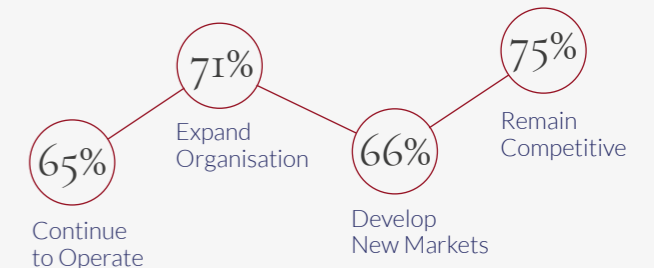 65%
Continue
to Operate
71%
Expand
Organisation
66%
Develop
New Markets
75%
Remain
Competitive